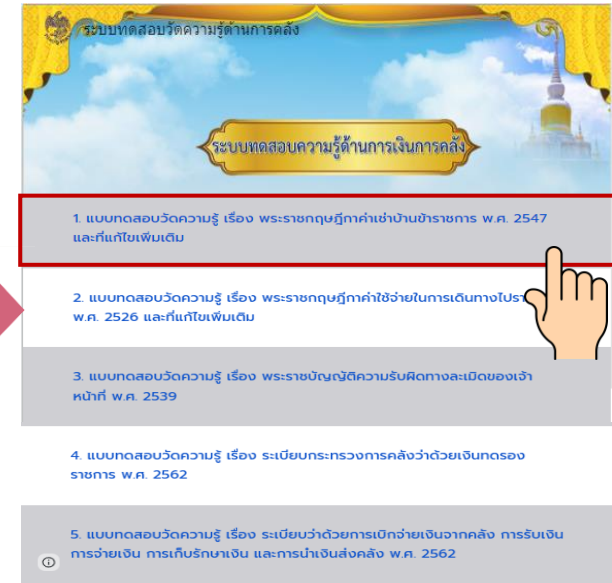 ระบบทดสอบวัดความรู้ด้านการคลัง
ระบบทดสอบความรู้ด้านการเงินการคลัง
1. แบบทดสอบวัดความรู้ เรื่อง พระราชกฤษฎีกาค่าเช่าบ้านข้าราชการ พ.ศ. 2547
และที่แก้ไขเพิ่มเติม
2. แบบทดสอบวัดความรู้ เรื่อง พระราชกฤษฎีกาค่าใช้จ่ายในการเดินทางไปรา
พ.ศ. 2526 และที่แก้ไขเพิ่มเติม
3. แบบทดสอบวัดความรู้ เรื่อง พระราชบัญญัติความรับผิดทางละเมิดของเจ้า
หน้าที่ พ.ศ. 2539
4. แบบทดสอบวัดความรู้ เรื่อง ระเบียบกระทรวงการคลังว่าด้วยเงินทดรอง
ราชการ พ.ศ. 2562
5. แบบทดสอบวัดความรู้ เรื่อง ระเบียบว่าด้วยการเบิกจ่ายเงินจากคลัง การรับเงิน
การจ่ายเงิน การเก็บรักษาเงิน และการนำเงินส่งคลัง พ.ศ. 2562